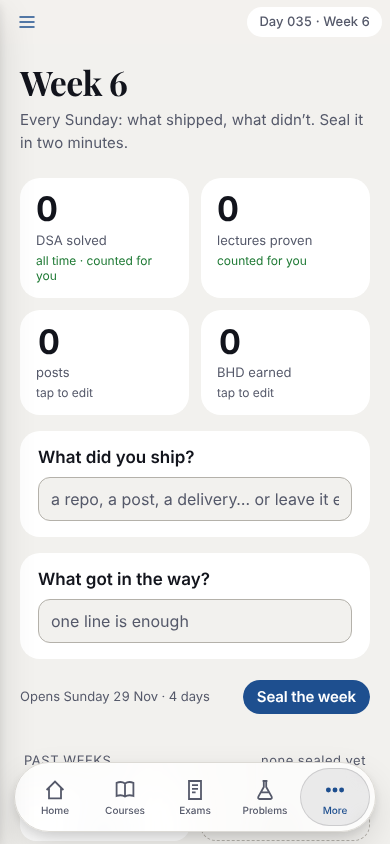 Day 035 · Week 6
Week 6
Every Sunday: what shipped, what didn't. Seal it
in two minutes.
0
DSA solved
all time · counted for
you
0
lectures proven
counted for you
0
posts
tap to edit
0
BHD earned
tap to edit
What did you ship?
a repo, a post, a delivery... or leave it e
What got in the way?
one line is enough
Opens Sunday 29 Nov · 4 days
Seal the week
PAST WEEKS
none sealed yet
Home
Courses
Exams
Problems
More